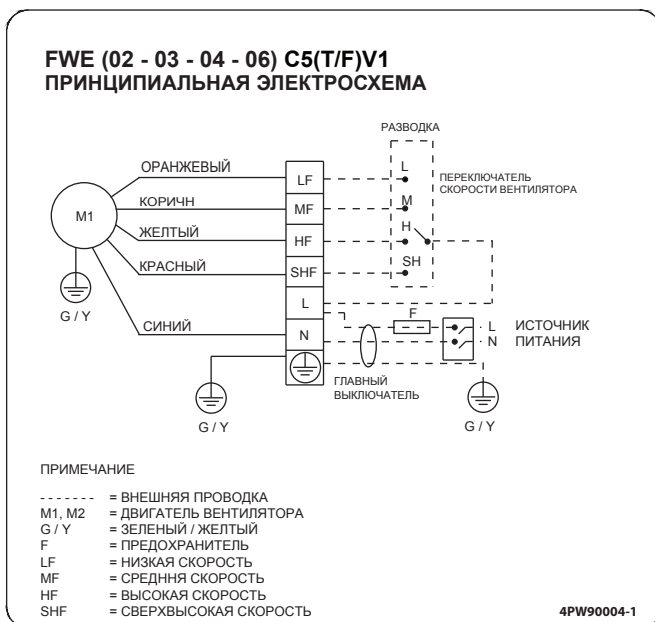 FWE (02 - 03 - 04 - 06) C5(T/F)V1
ПРИНЦИПИАЛЬНАЯ ЭЛЕКТРОСХЕМА
РАЗВОДКА
ОРАНЖЕВЫЙ
LF
L
ПЕРЕКЛЮЧАТЕЛЬ
СКОРОСТИ ВЕНТИЛЯТОРА
КОРИЧН
MF
M
M1
ЖЕЛТЫЙ
HF
H
КРАСНЫЙ
SHF
SH
G / Y
L
F
СИНИЙ
N
L
N
ИСТОЧНИК
ПИТАНИЯ
ГЛАВНЫЙ
ВЫКЛЮЧАТЕЛЬ
G / Y
G / Y
ПРИМЕЧАНИЕ
- - - - - - - = ВНЕШНЯЯ ПРОВОДКА
M1, M2 = ДВИГАТЕЛЬ ВЕНТИЛЯТОРА
G / Y = ЗЕЛЕНЫЙ / ЖЕЛТЫЙ
F = ПРЕДОХРАНИТЕЛЬ
LF = НИЗКАЯ СКОРОСТЬ
MF = СРЕДННЯ СКОРОСТЬ
HF = ВЫСОКАЯ СКОРОСТЬ
SHF = СВЕРХВЫСОКАЯ СКОРОСТЬ
4PW90004-1